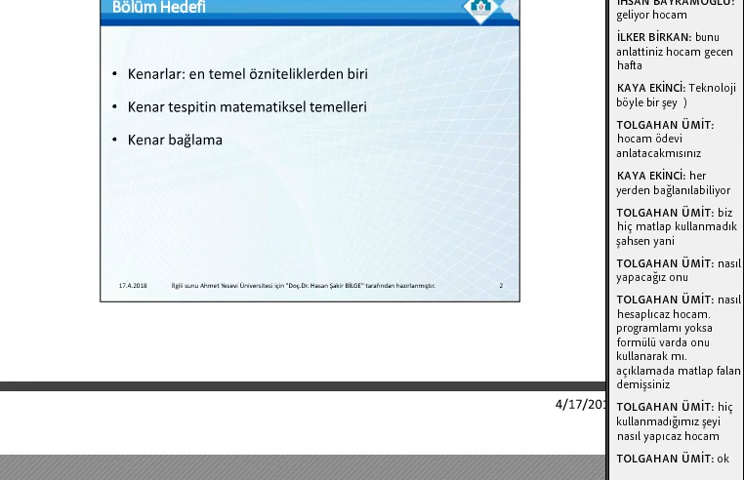 Bölüm Hedefi
• Kenarlar: en temel özniteliklerden biri
• Kenar tespitin matematiksel temelleri
• Kenar bağlama
17.4.2018 İlgili sunu Ahmet Yesevi Üniversitesi için "Doç.Dr. Hasan Şakir BİLGE" tarafından hazırlanmıştır. 2
4/17/201
İHSAN BAYRAMOĞLU:
geliyor hocam
İLKER BİRKAN: bunu
anlattiniz hocam gecen
hafta
KAYA EKİNCİ: Teknoloji
böyle bir şey )
TOLGAHAN ÜMİT:
hocam ödevi
anlatacakmısınız
KAYA EKİNCİ: her
yerden bağlanılabiliyor
TOLGAHAN ÜMİT: biz
hiç matlap kullanmadık
şahsen yani
TOLGAHAN ÜMİT: nasıl
yapacağız onu
TOLGAHAN ÜMİT: nasıl
hesaplıcaz hocam.
programlamı yoksa
formülü varda onu
kullanarak mı.
açıklamada matlap falan
demişsiniz
TOLGAHAN ÜMİT: hiç
kullanmadığımız şeyi
nasıl yapıcaz hocam
TOLGAHAN ÜMİT: ok